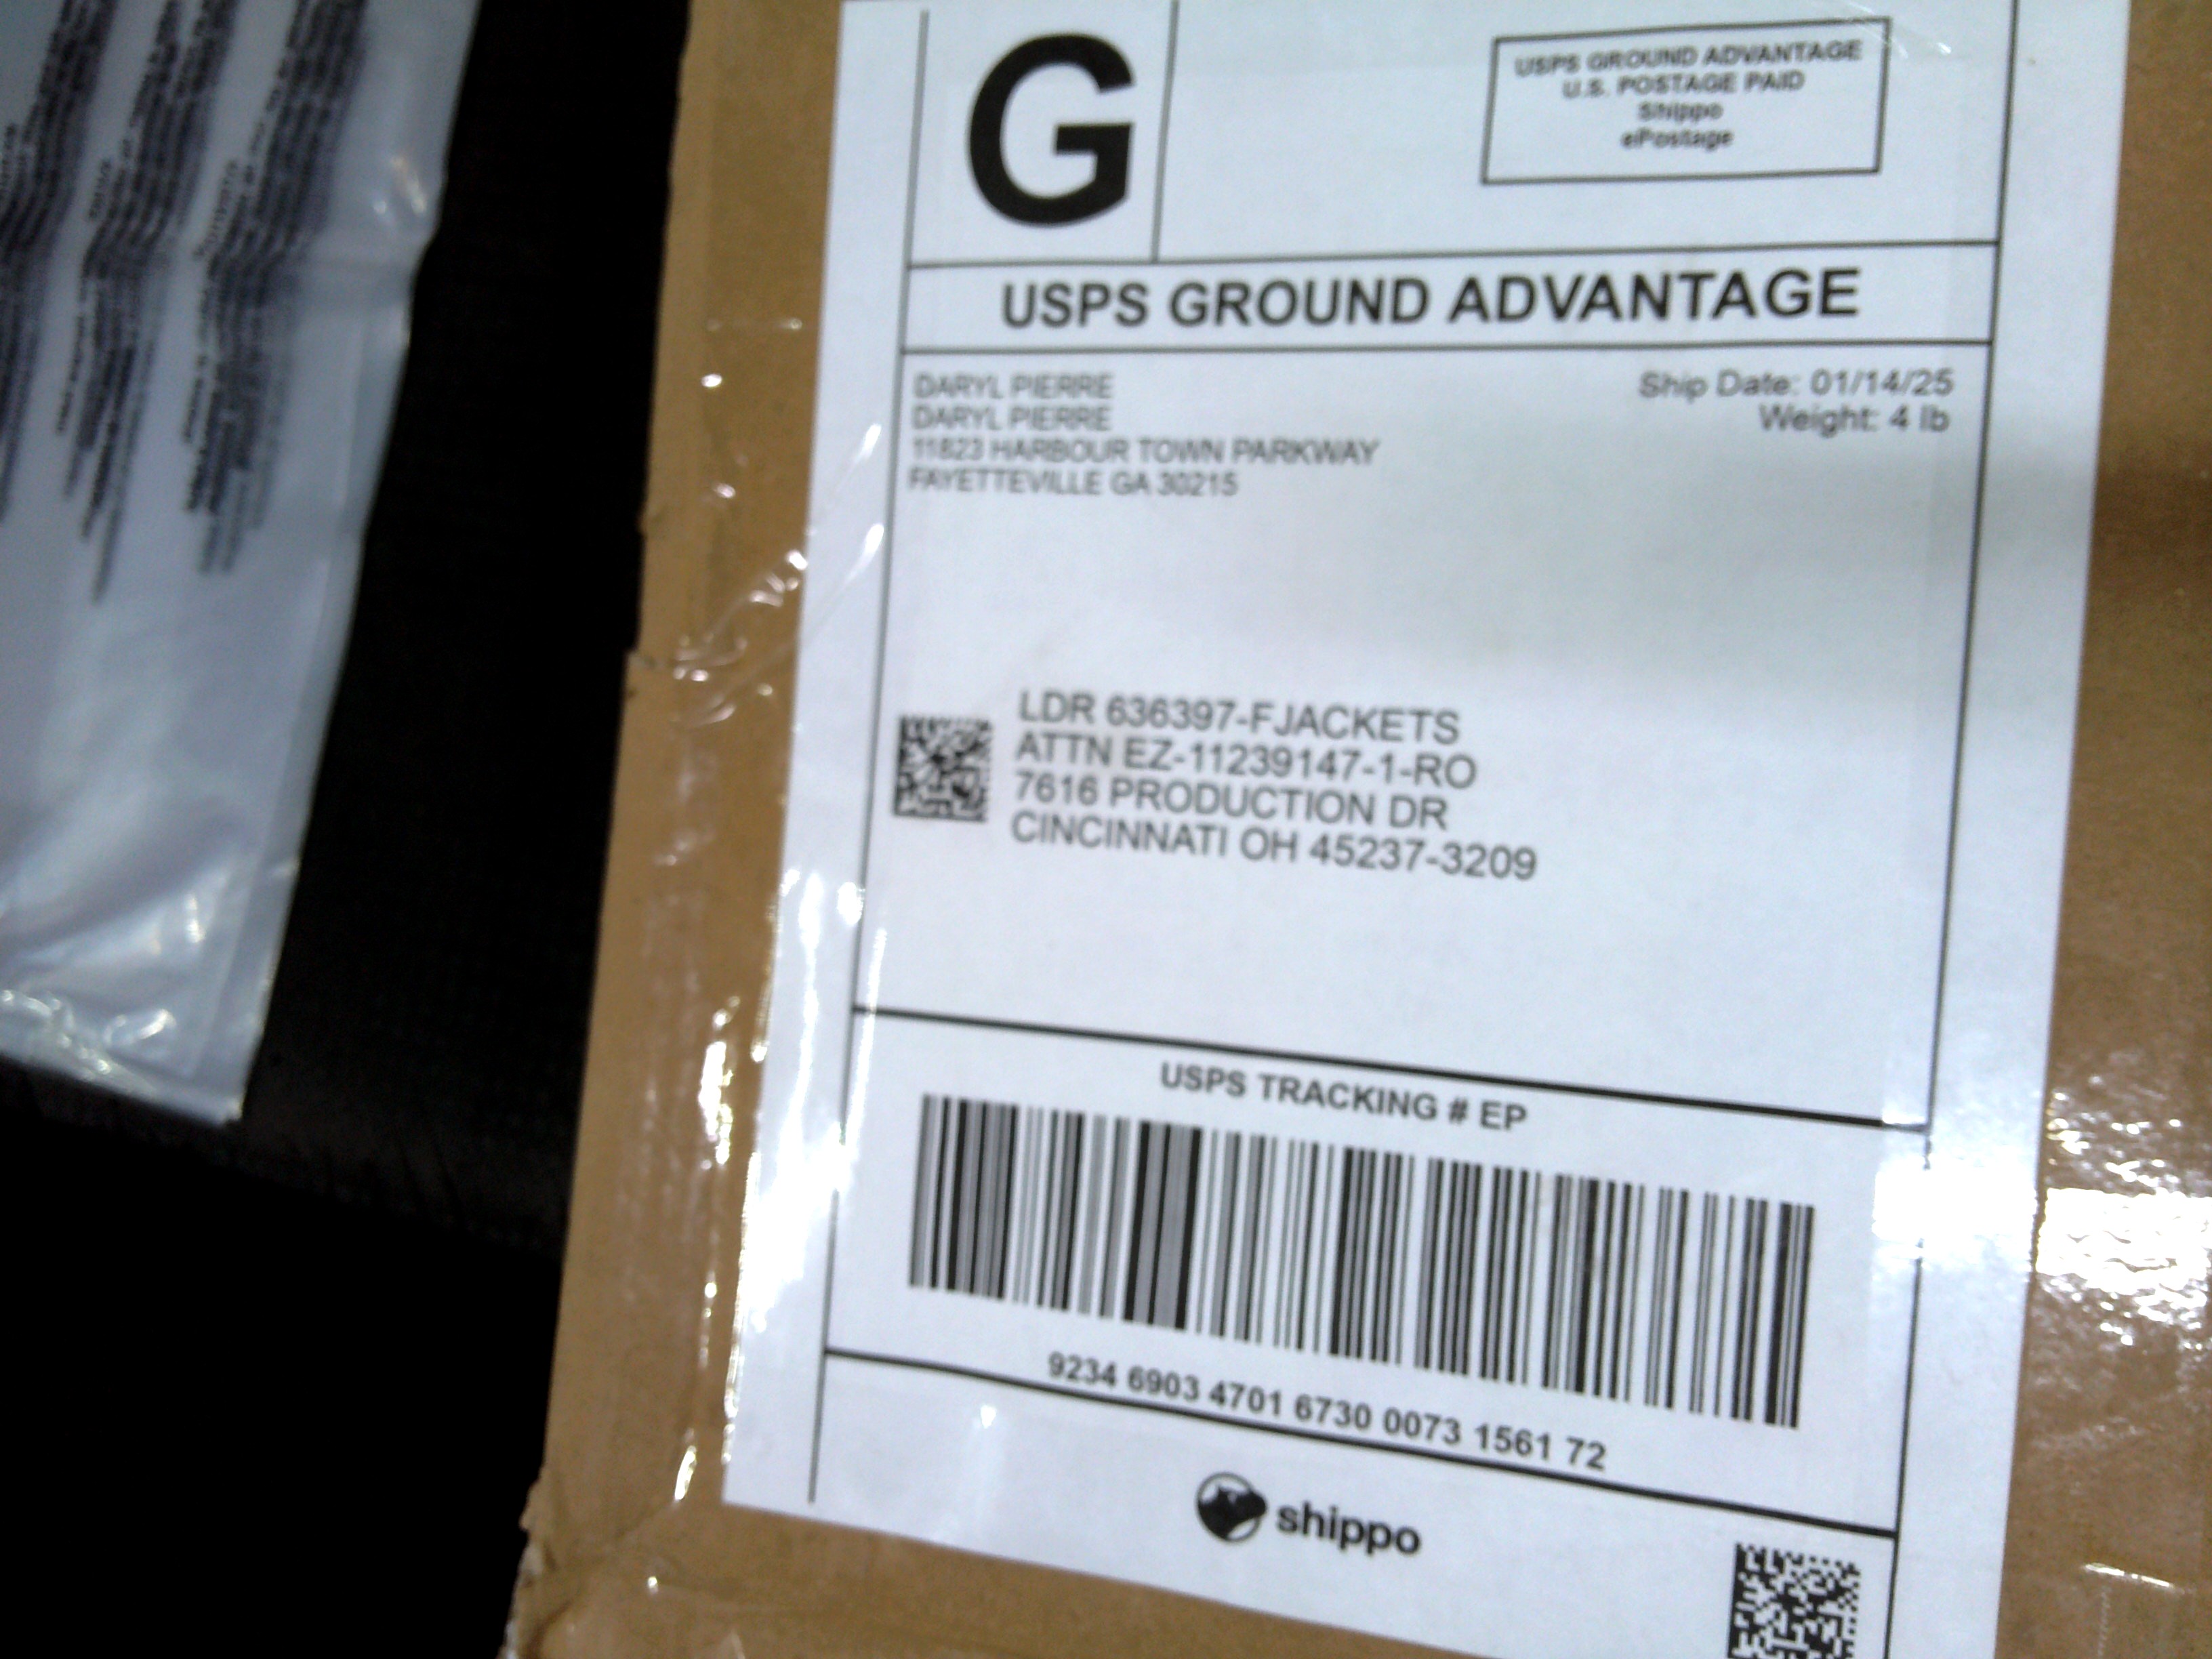 G
USPS GROUND ADVANTAGE
U.S. POSTAGE PAID
Shippo
ePostage
USPS GROUND ADVANTAGE
DARYL PIERRE
DARYL PIERRE
11823 HARBOUR TOWN PARKWAY
FAYETTEVILLE GA 30215
Ship Date: 01/14/25
Weight: 4 lb
LDR 636397-FJACKETS
ATTN EZ-11239147-1-RO
7616 PRODUCTION DR
CINCINNATI OH 45237-3209
USPS TRACKING # EP
9234 6903 4701 6730 0073 1561 72
shippo